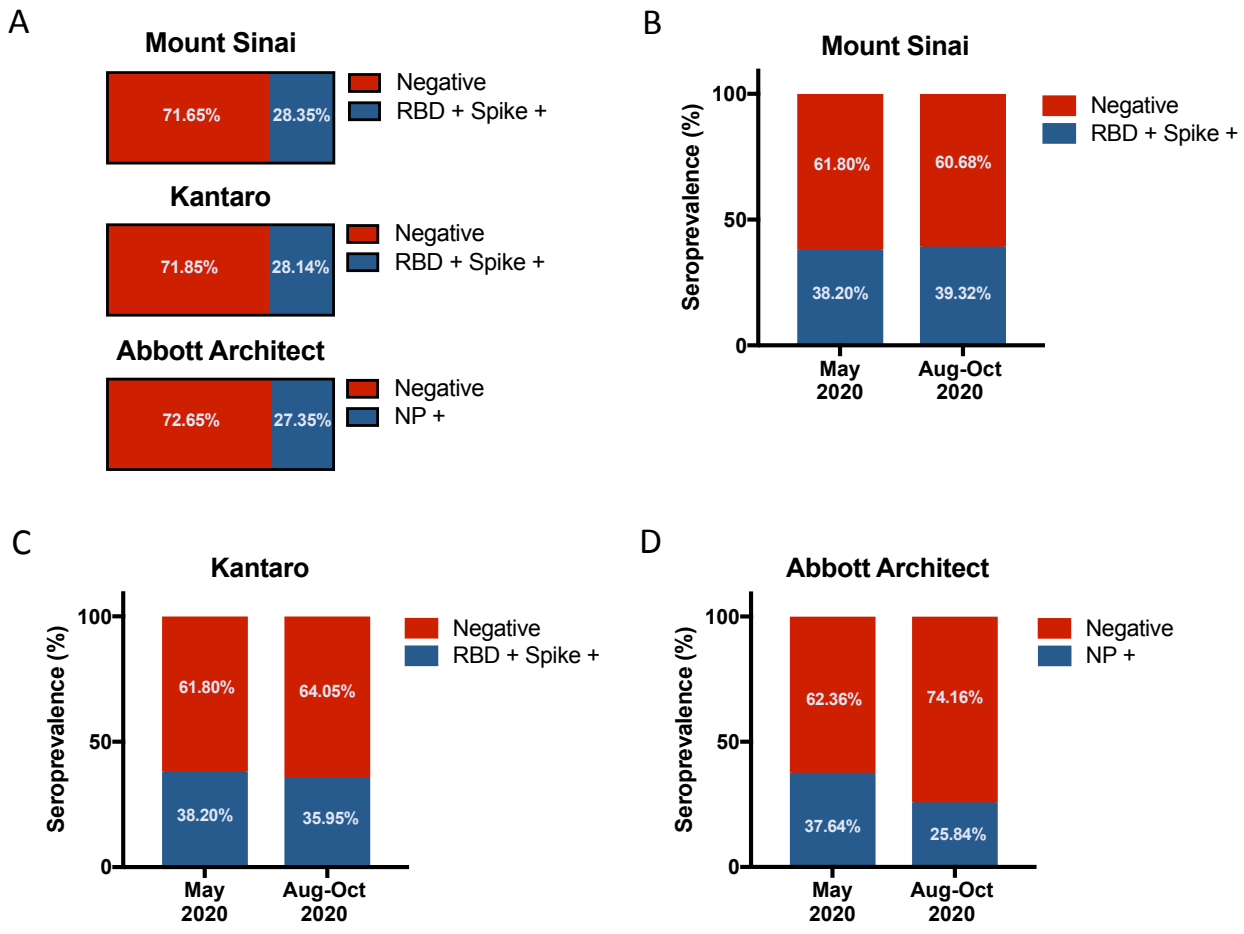 A
Mount Sinai
71.65% 28.35%
Negative
RBD + Spike +
Kantaro
71.85% 28.14%
Negative
RBD + Spike +
Abbott Architect
72.65% 27.35%
Negative
NP +
B
Mount Sinai
Seroprevalence (%)
100
50
0
61.80% 60.68%
38.20% 39.32%
Negative
RBD + Spike +
May Aug-Oct
2020 2020
C
Kantaro
Seroprevalence (%)
100
50
0
61.80% 64.05%
38.20% 35.95%
Negative
RBD + Spike +
May Aug-Oct
2020 2020
D
Abbott Architect
Seroprevalence (%)
100
50
0
62.36% 74.16%
37.64% 25.84%
Negative
NP +
May Aug-Oct
2020 2020